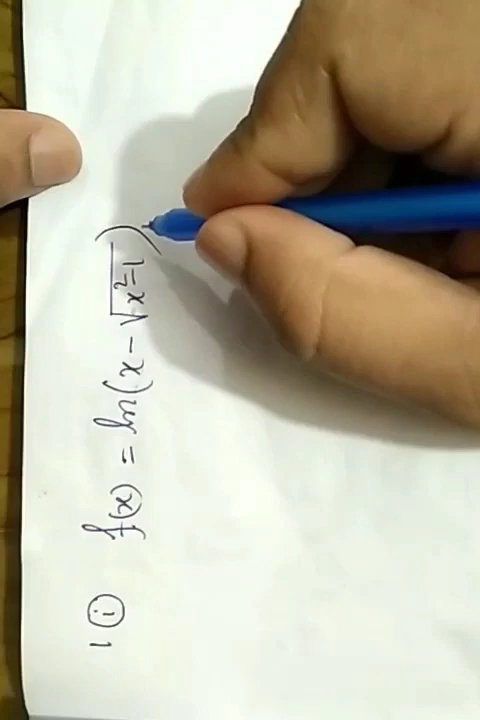 1 (i) f(x) = ln(x - √x²-1)